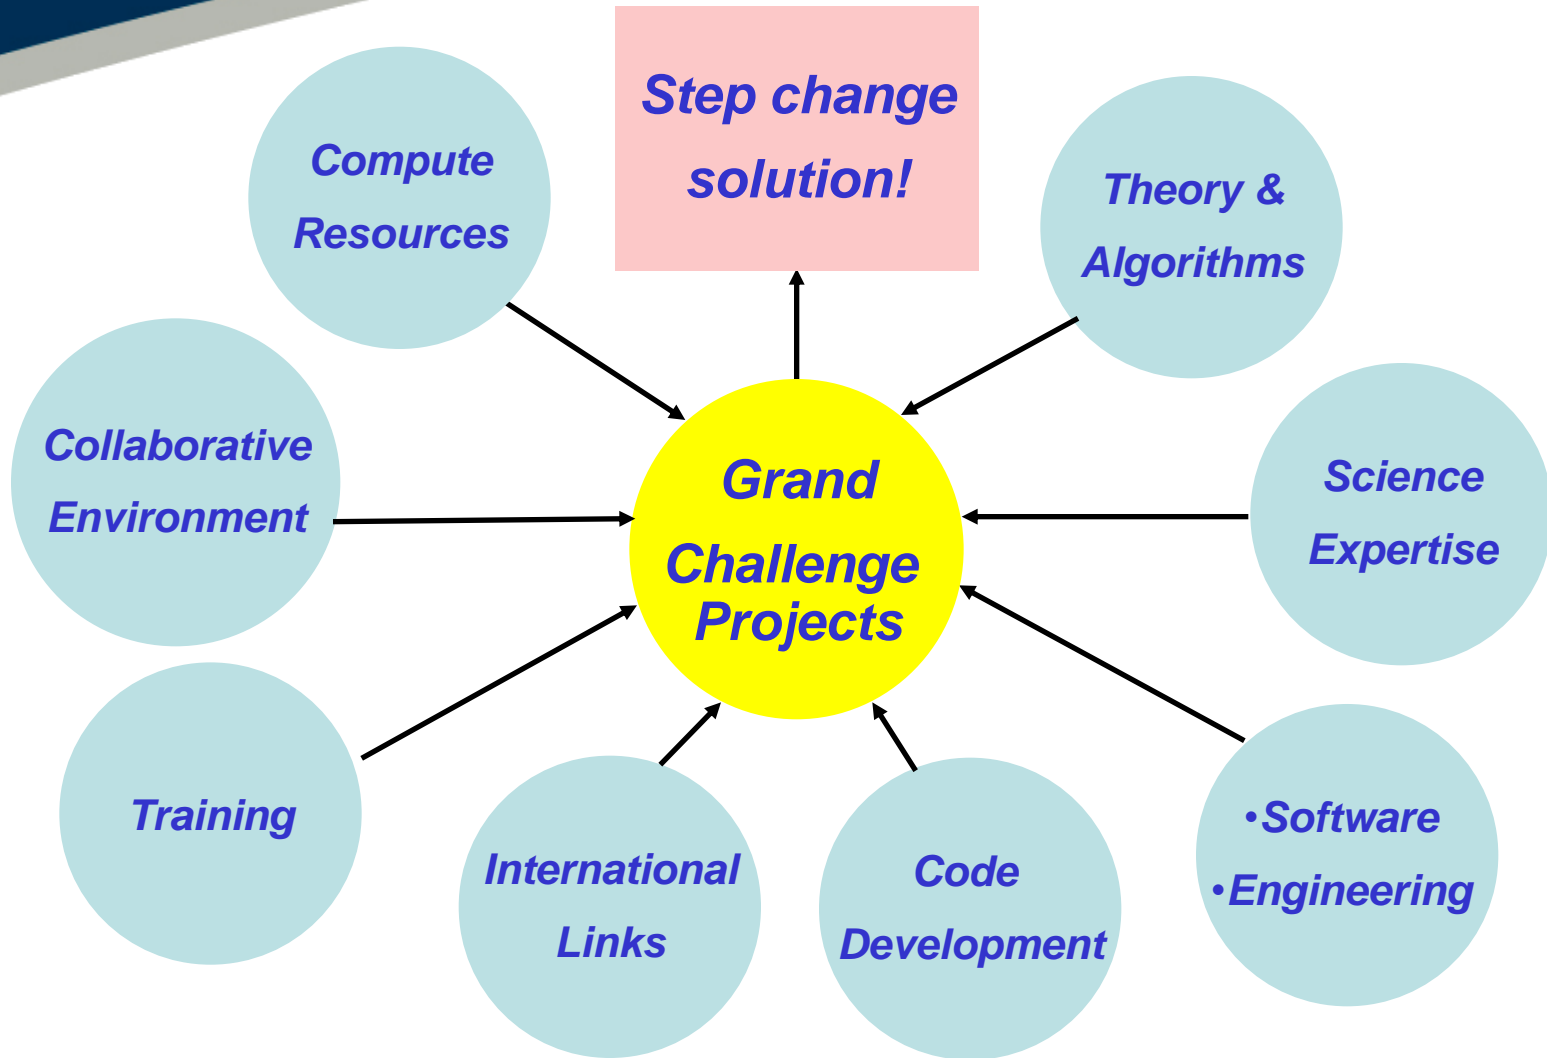 Step change
solution!
Compute
Resources
Theory &
Algorithms
Collaborative
Environment
Grand
Challenge
Projects
Science
Expertise
Training
International
Links
Code
Development
•Software
•Engineering